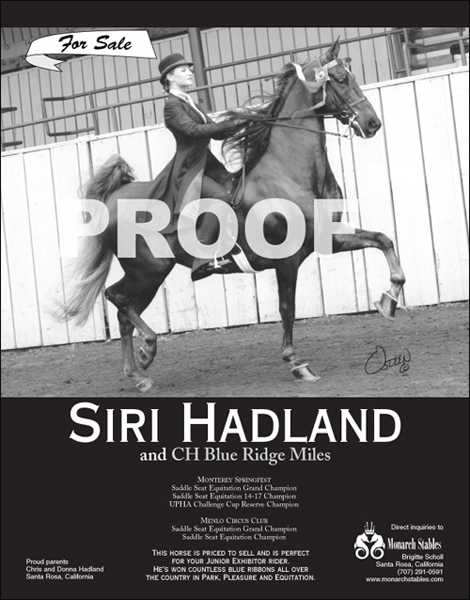 For Sale
PROOF
SIRI HADLAND
and CH Blue Ridge Miles
MONTEREY SPRINGFEST
Saddle Seat Equitation Grand Champion
Saddle Seat Equitation 14-17 Champion
UPHA Challenge Cup Reserve Champion
MENLO CIRCUS CLUB
Saddle Seat Equitation Grand Champion
Saddle Seat Equitation Champion
THIS HORSE IS PRICED TO SELL AND IS PERFECT
FOR YOUR JUNIOR EXHIBITOR RIDER.
HE'S WON COUNTLESS BLUE RIBBONS ALL OVER
THE COUNTRY IN PARK, PLEASURE AND EQUITATION.
Proud parents
Chris and Donna Hadland
Santa Rosa, California
Direct inquiries to
Monarch Stables
Brigitte Scholl
Santa Rosa, California
(707) 291-0591
www.monarchstables.com